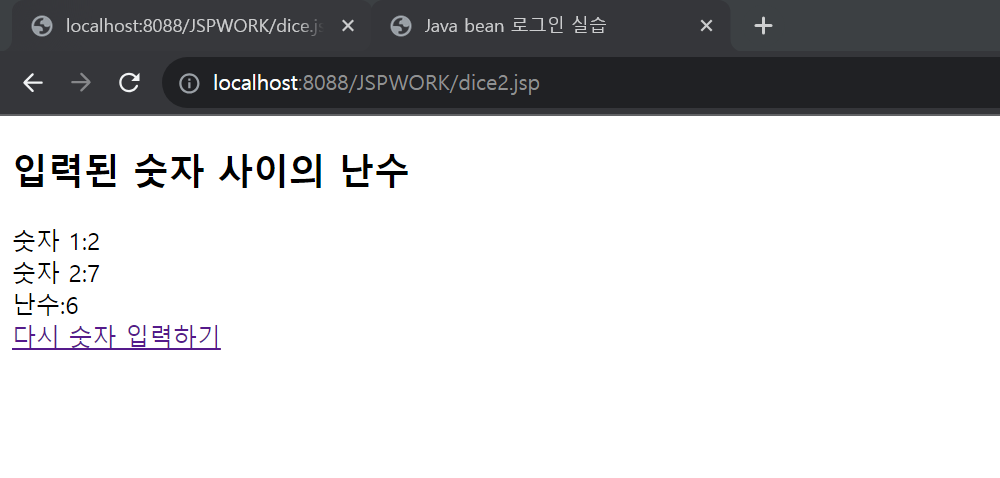 localhost:8088/JSPWORK/dice.js
Java bean 로그인 실습
localhost:8088/JSPWORK/dice2.jsp
입력된 숫자 사이의 난수
숫자 1:2
숫자 2:7
난수:6
다시 숫자 입력하기